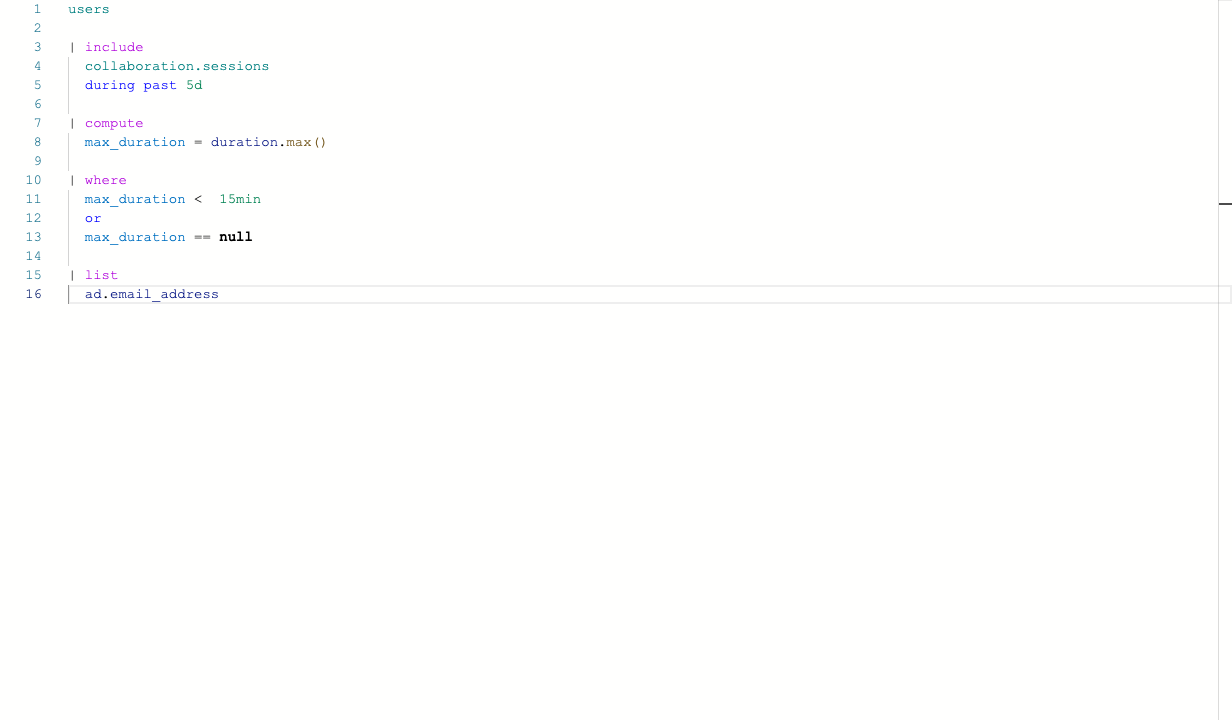 1 users
2
3 | include
4 collaboration.sessions
5 during past 5d
6
7 | compute
8 max_duration = duration.max()
9
10 | where
11 max_duration <  15min
12 or
13 max_duration == null
14
15 | list
16 ad.email_address